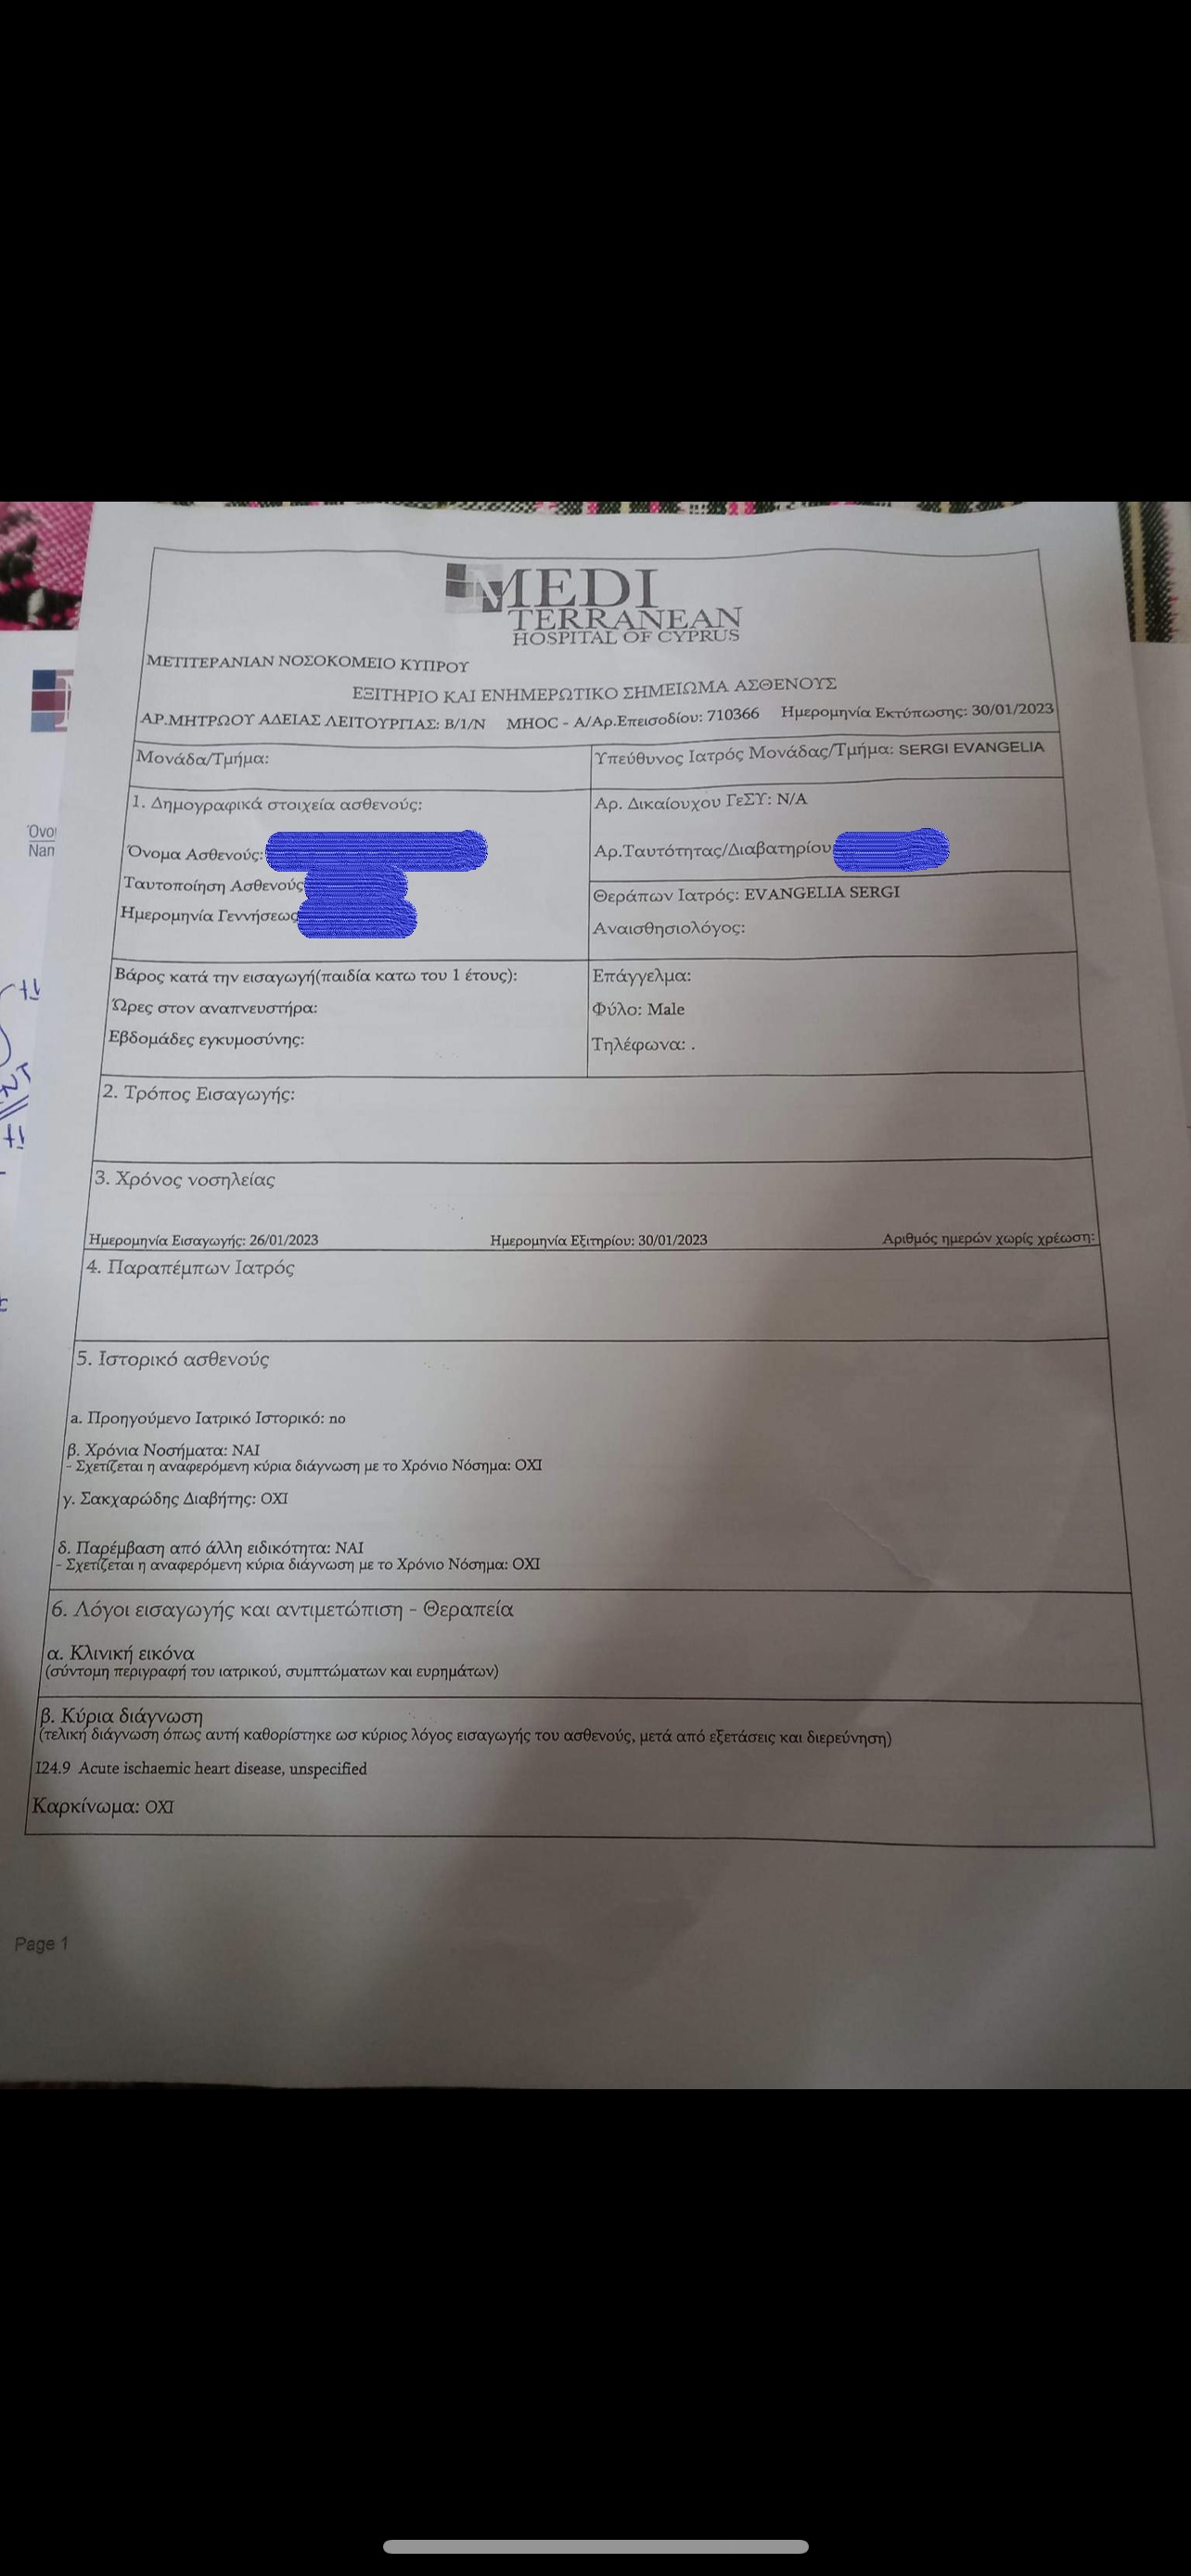 MEDI
TERRANEAN
HOSPITAL OF CYPRUS
ΜΕΤΙΤΕΡΑΝΙΑΝ ΝΟΣΟΚΟΜΕΙΟ ΚΥΠΡΟΥ
ΕΞΙΤΗΡΙΟ ΚΑΙ ΕΝΗΜΕΡΩΤΙΚΟ ΣΗΜΕΙΩΜΑ ΑΣΘΕΝΟΥΣ
ΑΡ.ΜΗΤΡΩΟΥ ΑΔΕΙΑΣ ΛΕΙΤΟΥΡΓΙΑΣ: Β/1/Ν MHOC - Α/Αρ.Επεισοδίου: 710366 Ημερομηνία Εκτύπωσης: 30/01/2023
Μονάδα/Τμήμα:
Υπεύθυνος Ιατρός Μονάδας/Τμήμα: SERGI EVANGELIA
1. Δημογραφικά στοιχεία ασθενούς:
Αρ. Δικαίουχου ΓεΣΥ: N/A
Όνομα Ασθενούς:
Αρ.Ταυτότητας/Διαβατηρίου
Ταυτοποίηση Ασθενούς
Θεράπων Ιατρός: EVANGELIA SERGI
Ημερομηνία Γεννήσεως
Αναισθησιολόγος:
Βάρος κατά την εισαγωγή(παιδία κατω του 1 έτους):
Επάγγελμα:
Ώρες στον αναπνευστήρα:
Φύλο: Male
Εβδομάδες εγκυμοσύνης:
Τηλέφωνα: .
2. Τρόπος Εισαγωγής:
3. Χρόνος νοσηλείας
Ημερομηνία Εισαγωγής: 26/01/2023 Ημερομηνία Εξιτηρίου: 30/01/2023 Αριθμός ημερών χωρίς χρέωση:
4. Παραπέμπων Ιατρός
5. Ιστορικό ασθενούς
a. Προηγούμενο Ιατρικό Ιστορικό: no
β. Χρόνια Νοσήματα: ΝΑΙ
- Σχετίζεται η αναφερόμενη κύρια διάγνωση με το Χρόνιο Νόσημα: ΟΧΙ
γ. Σακχαρώδης Διαβήτης: ΟΧΙ
δ. Παρέμβαση από άλλη ειδικότητα: ΝΑΙ
- Σχετίζεται η αναφερόμενη κύρια διάγνωση με το Χρόνιο Νόσημα: ΟΧΙ
6. Λόγοι εισαγωγής και αντιμετώπιση - Θεραπεία
α. Κλινική εικόνα
(σύντομη περιγραφή του ιατρικού, συμπτώματων και ευρημάτων)
β. Κύρια διάγνωση
(τελική διάγνωση όπως αυτή καθορίστηκε ωσ κύριος λόγος εισαγωγής του ασθενούς, μετά από εξετάσεις και διερεύνηση)
I24.9 Acute ischaemic heart disease, unspecified
Καρκίνωμα: ΟΧΙ
Page 1